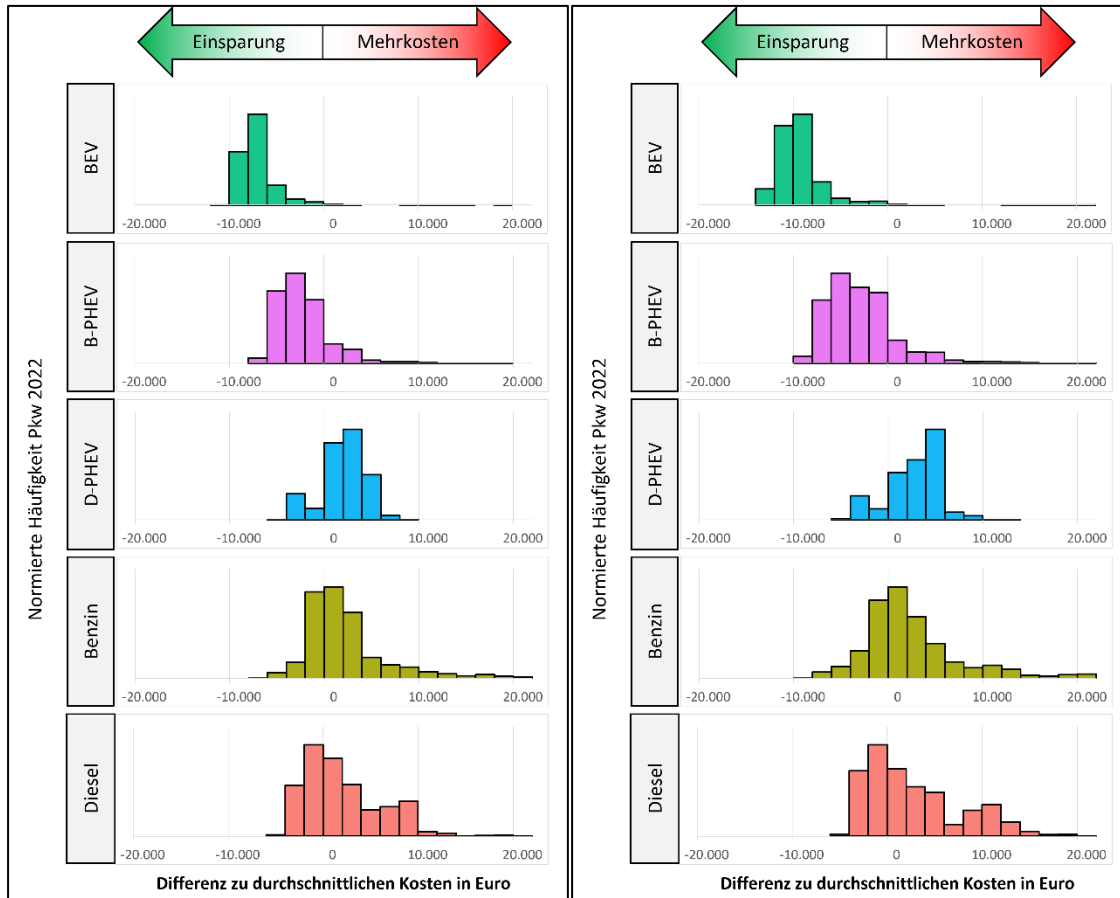 Einsparung Mehrkosten
Normierte Häufigkeit Pkw 2022
BEV
-20.000 -10.000 0 10.000 20.000
B-PHEV
-20.000 -10.000 0 10.000 20.000
D-PHEV
-20.000 -10.000 0 10.000 20.000
Benzin
-20.000 -10.000 0 10.000 20.000
Diesel
-20.000 -10.000 0 10.000 20.000
Differenz zu durchschnittlichen Kosten in Euro
Einsparung Mehrkosten
Normierte Häufigkeit Pkw 2022
BEV
-20.000 -10.000 0 10.000 20.000
B-PHEV
-20.000 -10.000 0 10.000 20.000
D-PHEV
-20.000 -10.000 0 10.000 20.000
Benzin
-20.000 -10.000 0 10.000 20.000
Diesel
-20.000 -10.000 0 10.000 20.000
Differenz zu durchschnittlichen Kosten in Euro